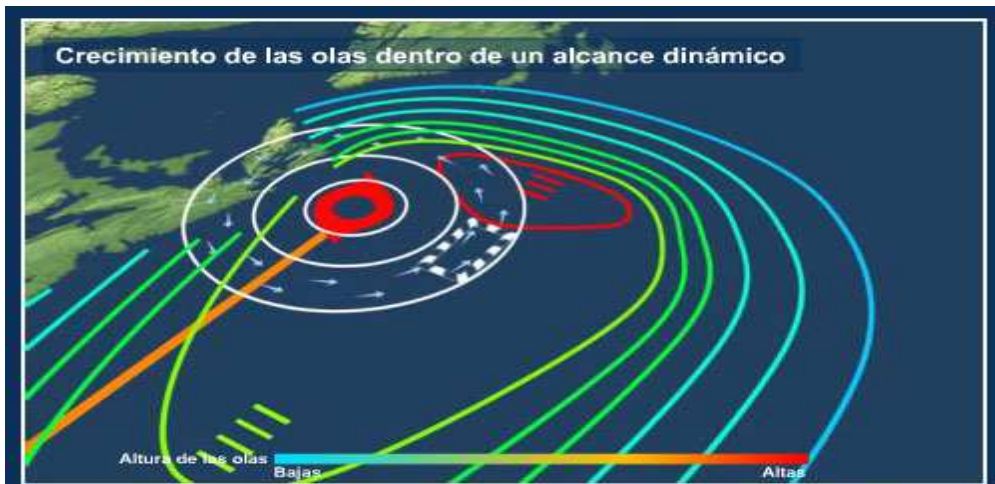 Crecimiento de las olas dentro de un alcance dinámico
Altura de las olas
Bajas Altas